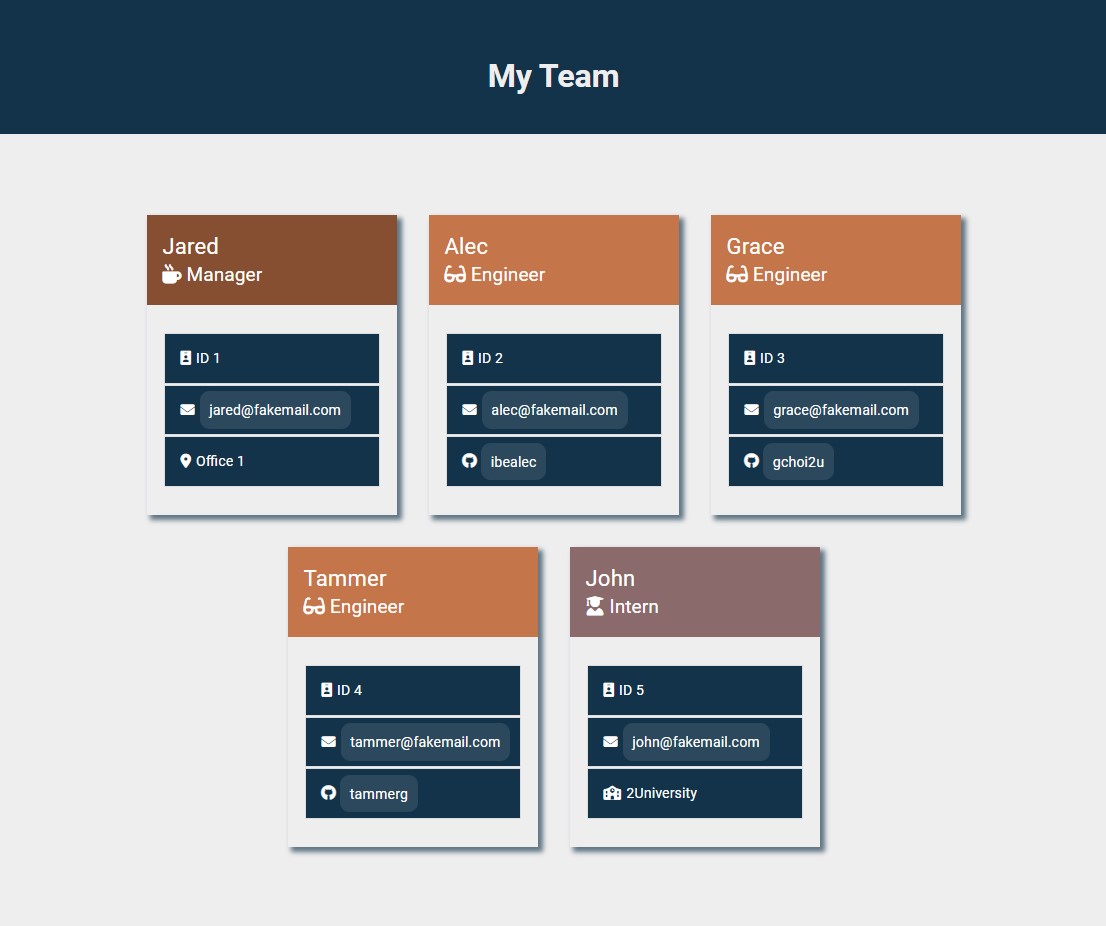 My Team
Jared
Manager
ID 1
jared@fakemail.com
Office 1
Alec
Engineer
ID 2
alec@fakemail.com
ibealec
Grace
Engineer
ID 3
grace@fakemail.com
gchoi2u
Tammer
Engineer
ID 4
tammer@fakemail.com
tammerg
John
Intern
ID 5
john@fakemail.com
2University